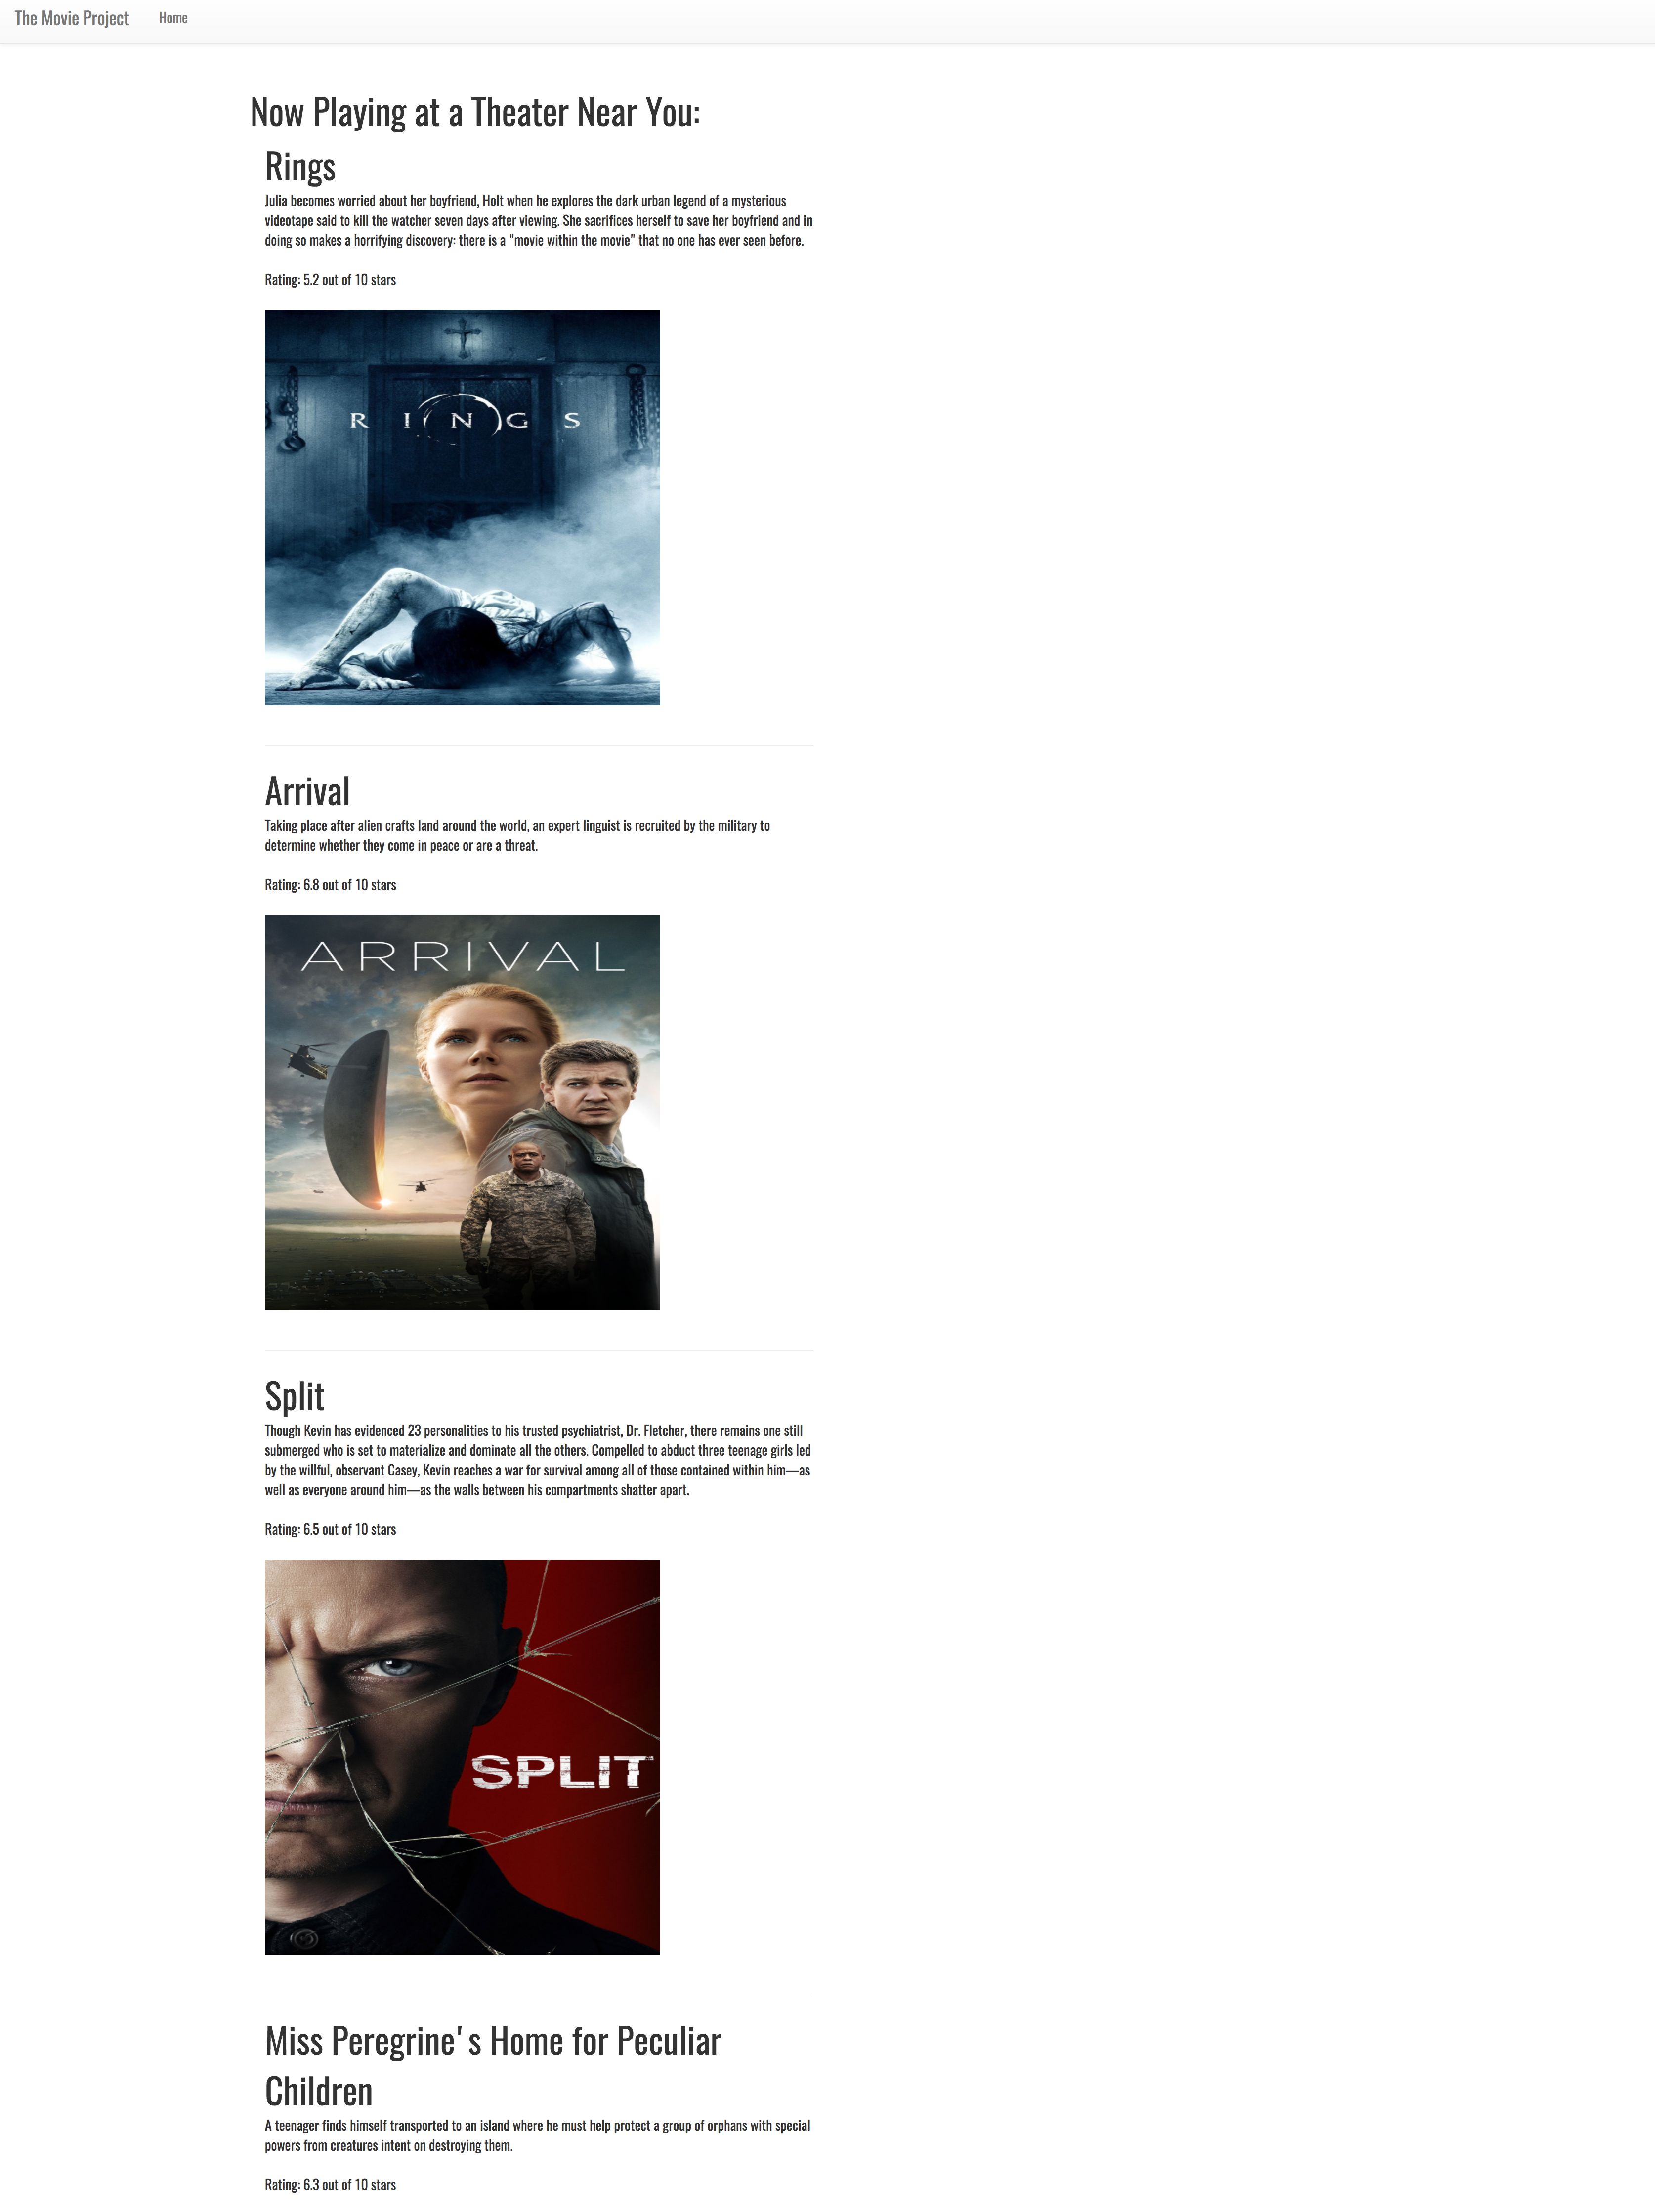 The Movie Project Home
Now Playing at a Theater Near You:
Rings
Julia becomes worried about her boyfriend, Holt when he explores the dark urban legend of a mysterious
videotape said to kill the watcher seven days after viewing. She sacrifices herself to save her boyfriend and in
doing so makes a horrifying discovery: there is a "movie within the movie" that no one has ever seen before.
Rating: 5.2 out of 10 stars
RINGS
Arrival
Taking place after alien crafts land around the world, an expert linguist is recruited by the military to
determine whether they come in peace or are a threat.
Rating: 6.8 out of 10 stars
ARRIVAL
Split
Though Kevin has evidenced 23 personalities to his trusted psychiatrist, Dr. Fletcher, there remains one still
submerged who is set to materialize and dominate all the others. Compelled to abduct three teenage girls led
by the willful, observant Casey, Kevin reaches a war for survival among all of those contained within him—as
well as everyone around him—as the walls between his compartments shatter apart.
Rating: 6.5 out of 10 stars
SPLIT
Miss Peregrine's Home for Peculiar
Children
A teenager finds himself transported to an island where he must help protect a group of orphans with special
powers from creatures intent on destroying them.
Rating: 6.3 out of 10 stars